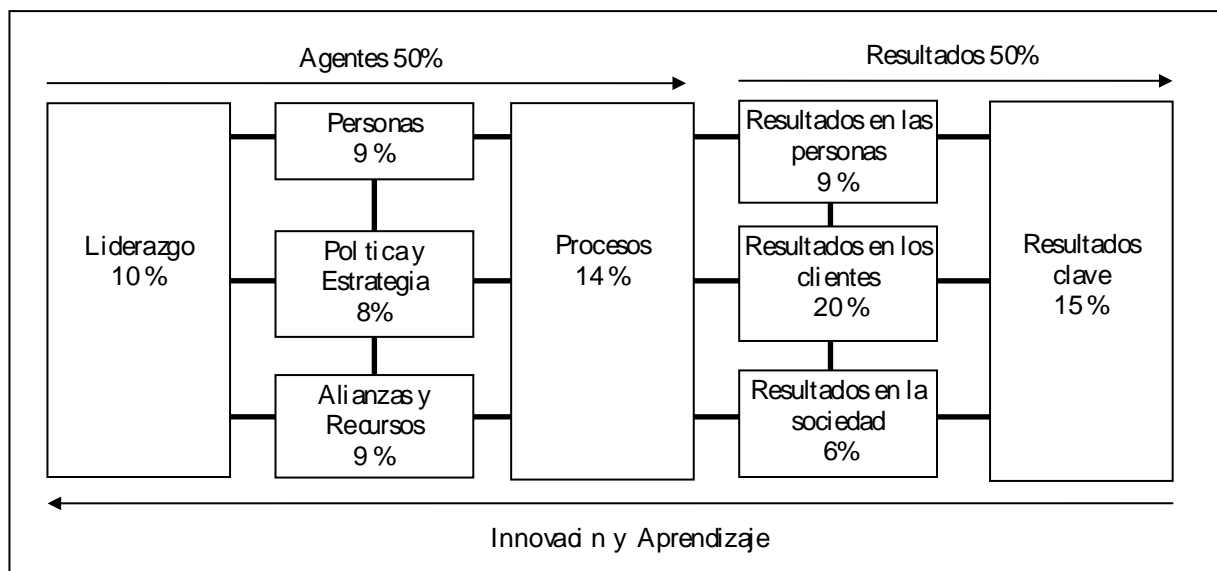 Agentes 50%
Resultados 50%
Liderazgo
10 %
Personas
9 %
Pol tica y
Estrategia
8%
Alianzas y
Recursos
9 %
Procesos
14 %
Resultados en las
personas
9 %
Resultados en los
clientes
20 %
Resultados en la
sociedad
6%
Resultados
clave
15 %
Innovaci n y Aprendizaje